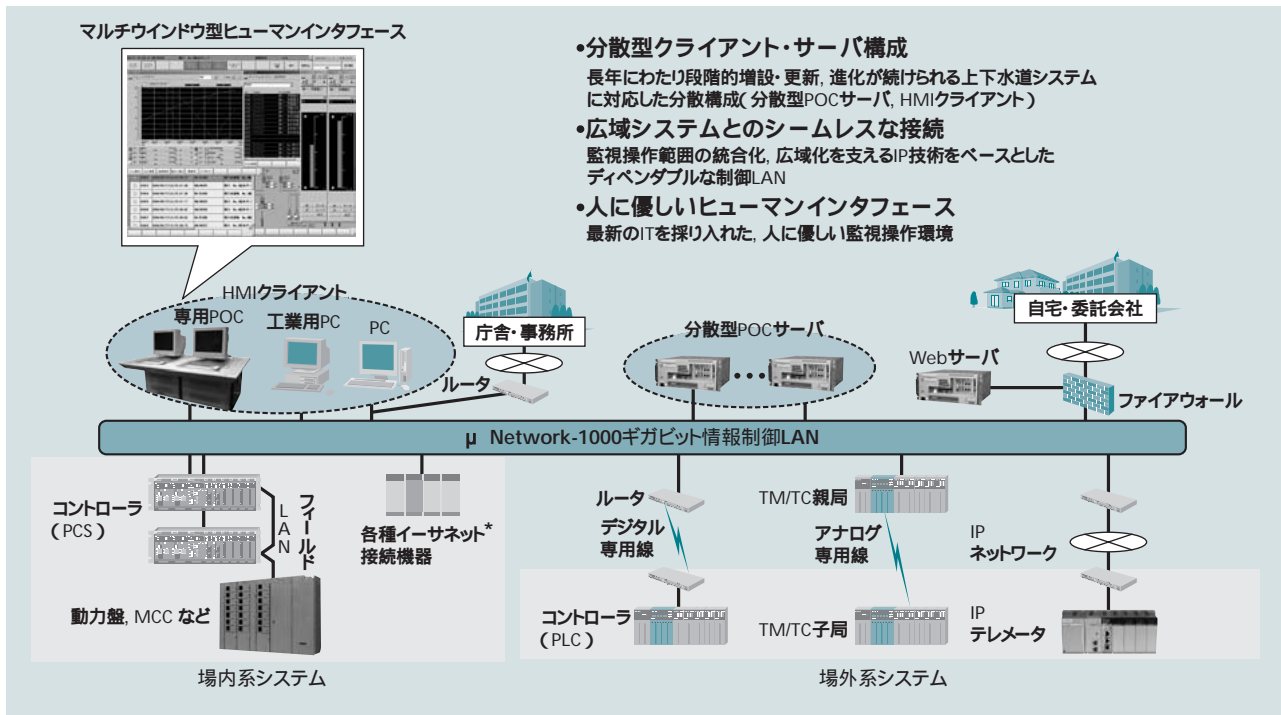 マルチウインドウ型ヒューマンインタフェース
•分散型クライアント・サーバ構成
長年にわたり段階的増設・更新, 進化が続けられる上下水道システム
に対応した分散構成(分散型POCサーバ, HMIクライアント)
•広域システムとのシームレスな接続
監視操作範囲の統合化, 広域化を支えるIP技術をベースとした
ディペンダブルな制御LAN
•人に優しいヒューマンインタフェース
最新のITを採り入れた, 人に優しい監視操作環境
HMIクライアント
専用POC
工業用PC
PC
庁舎・事務所
ルータ
分散型POCサーバ
自宅・委託会社
Webサーバ
ファイアウォール
μ Network-1000ギガビット情報制御LAN
コントローラ
(PCS)
フィールド
LAN
動力盤, MCC など
各種イーサネット*
接続機器
場内系システム
ルータ
デジタル
専用線
コントローラ
(PLC)
TM/TC親局
アナログ
専用線
TM/TC子局
IP
ネットワーク
IP
テレメータ
場外系システム